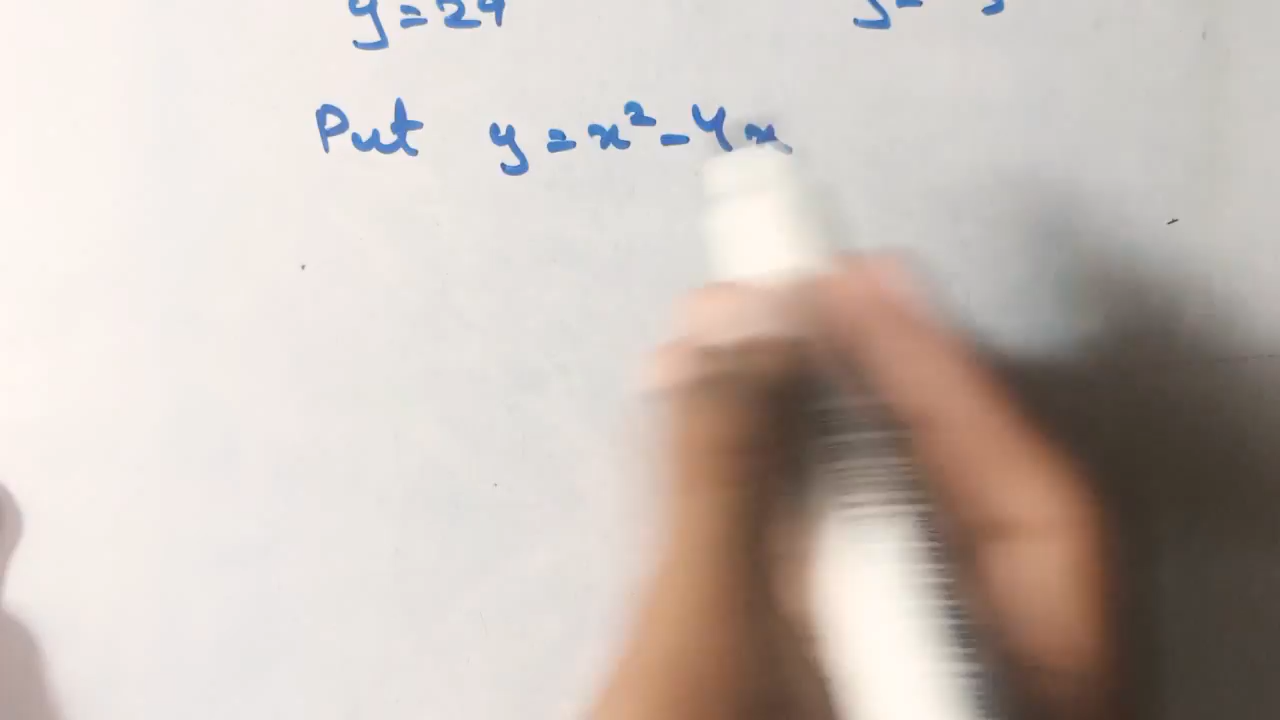 y = 24 y =
Put y = x² - 4x